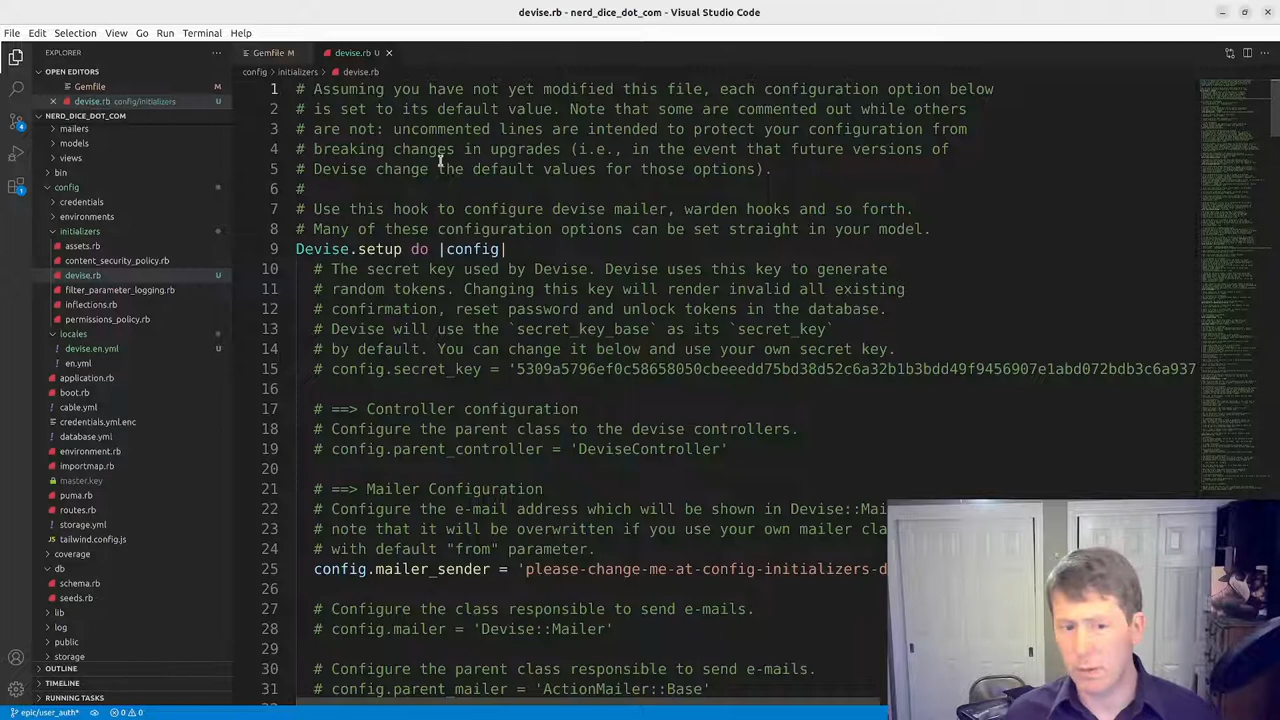 devise.rb - nerd_dice_dot_com - Visual Studio Code
File Edit Selection View Go Run Terminal Help
EXPLORER
OPEN EDITORS
Gemfile M
devise.rb config/initializers U
NERD_DICE_DOT_COM
mailers
models
views
bin
config
credentials
environments
initializers
assets.rb
content_security_policy.rb
devise.rb U
filter_parameter_logging.rb
inflections.rb
permissions_policy.rb
locales
devise.en.yml U
en.yml
application.rb
boot.rb
cable.yml
credentials.yml.enc
database.yml
environment.rb
importmap.rb
master.key
puma.rb
routes.rb
storage.yml
tailwind.config.js
coverage
db
schema.rb
seeds.rb
lib
log
public
storage
OUTLINE
TIMELINE
RUNNING TASKS
epic/user_auth* 0 0
Gemfile M
devise.rb U
config > initializers > devise.rb
1 # Assuming you have not yet modified this file, each configuration option below
2 # is set to its default value. Note that some are commented out while others
3 # are not: uncommented lines are intended to protect your configuration from
4 # breaking changes in upgrades (i.e., in the event that future versions of
5 # Devise change the default values for those options).
6 #
7 # Use this hook to configure devise mailer, warden hooks and so forth.
8 # Many of these configuration options can be set straight in your model.
9 Devise.setup do |config|
10 # The secret key used by Devise. Devise uses this key to generate
11 # random tokens. Changing this key will render invalid all existing
12 # confirmation, reset password and unlock tokens in the database.
13 # Devise will use the `secret_key_base` as its `secret_key`
14 # by default. You can change it below and use your own secret key.
15 # config.secret_key = '5379a5796ef0c58658050cbeeedd75bd38d52c6a32b1b3bdd49f9456907e1abd072bdb3c6a937
16
17 # ==> Controller configuration
18 # Configure the parent class to the devise controllers.
19 # config.parent_controller = 'DeviseController'
20
21 # ==> Mailer Configuration
22 # Configure the e-mail address which will be shown in Devise::Mai
23 # note that it will be overwritten if you use your own mailer cla
24 # with default "from" parameter.
25 config.mailer_sender = 'please-change-me-at-config-initializers-d
26
27 # Configure the class responsible to send e-mails.
28 # config.mailer = 'Devise::Mailer'
29
30 # Configure the parent class responsible to send e-mails.
31 # config.parent_mailer = 'ActionMailer::Base'